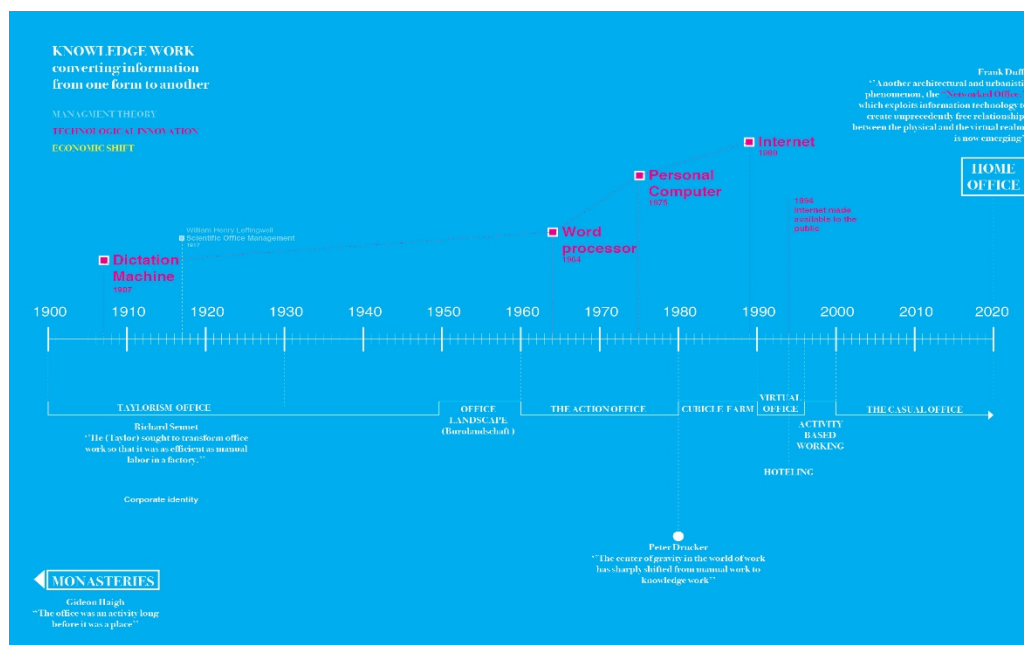 KNOWLEDGE WORK
converting information
from one form to another
MANAGMENT THEORY
TECHNOLOGICAL INNOVATION
ECONOMIC SHIFT
Frank Duff
“Another architectural and urbanisti
phenomenon, the “Networked Office,
which exploits information technology to
create unprecedently free relationship
between the physical and the virtual realm
is now emerging”
HOME
OFFICE
Internet
1989
Personal
Computer
1975
1994
Internet made
available to the
public
William Henry Leffingwell
Scientific Office Management
1917
Word
processor
1964
Dictation
Machine
1907
1900 1910 1920 1930 1940 1950 1960 1970 1980 1990 2000 2010 2020
TAYLORISM OFFICE
OFFICE
LANDSCAPE
(Burolandschaft)
THE ACTION OFFICE
CUBICLE FARM
VIRTUAL
OFFICE
THE CASUAL OFFICE
ACTIVITY
BASED
WORKING
HOTELING
Richard Sennet
“He (Taylor) sought to transform office
work so that it was as efficient as manual
labor in a factory.”
Corporate identity
Peter Drucker
“The center of gravity in the world of work
has sharply shifted from manual work to
knowledge work”
MONASTERIES
Gideon Haigh
“The office was an activity long
before it was a place”